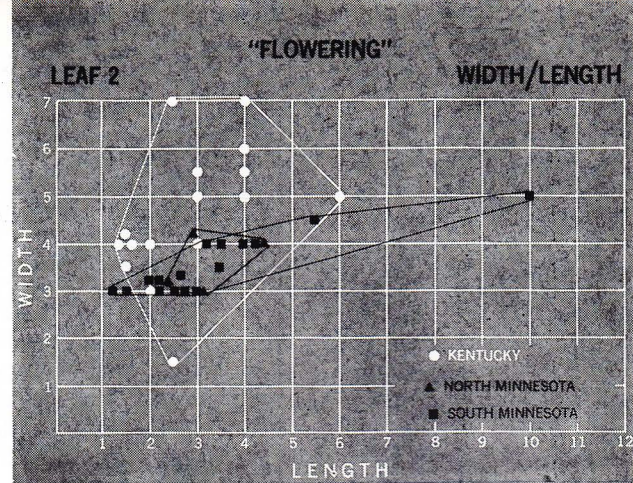 "FLOWERING"
LEAF 2
WIDTH/LENGTH
7
6
5
4
3
2
1
WIDTH
KENTUCKY
NORTH MINNESOTA
SOUTH MINNESOTA
1 2 3 4 5 6 7 8 9 10 11 12
LENGTH